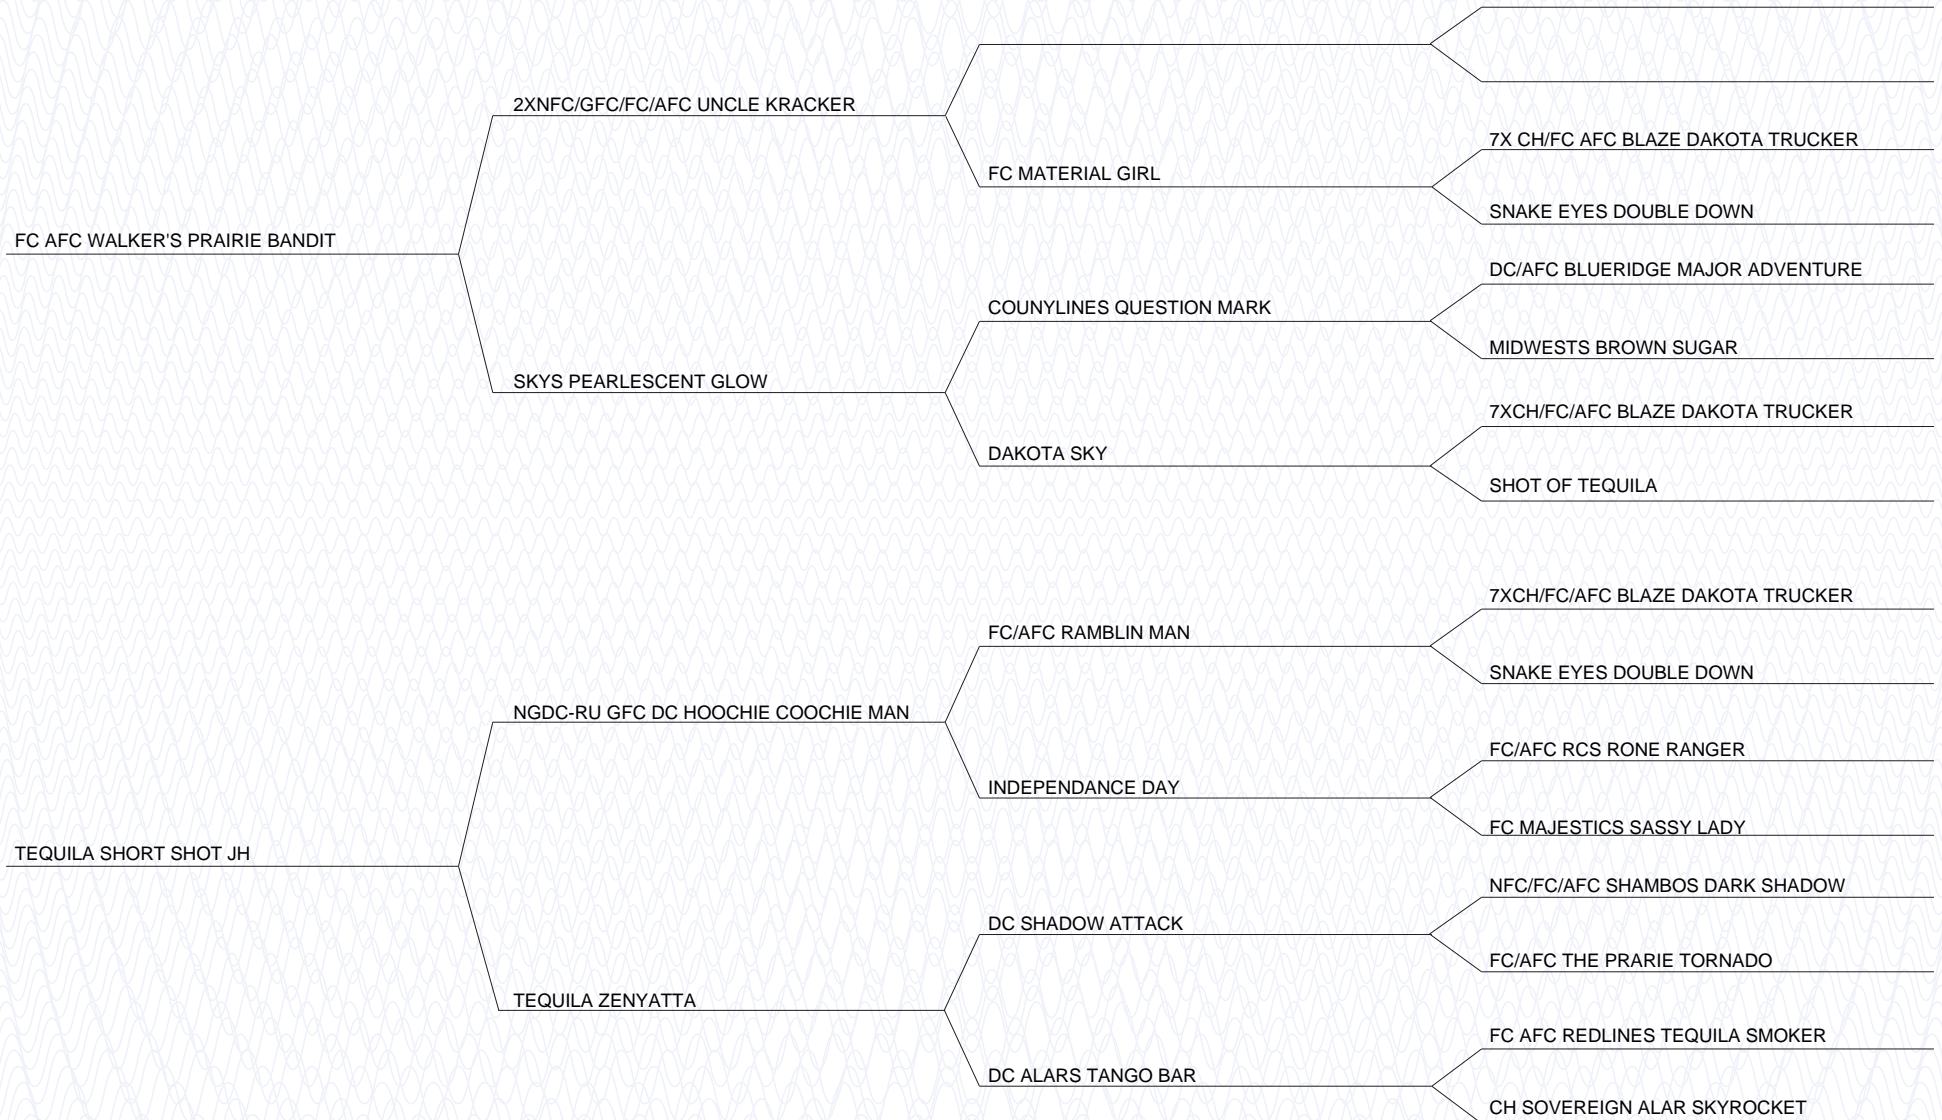 2XNFC/GFC/FC/AFC UNCLE KRACKER
7X CH/FC AFC BLAZE DAKOTA TRUCKER
FC MATERIAL GIRL
SNAKE EYES DOUBLE DOWN
FC AFC WALKER'S PRAIRIE BANDIT
DC/AFC BLUERIDGE MAJOR ADVENTURE
COUNYLINES QUESTION MARK
MIDWESTS BROWN SUGAR
SKYS PEARLESCENT GLOW
7XCH/FC/AFC BLAZE DAKOTA TRUCKER
DAKOTA SKY
SHOT OF TEQUILA
7XCH/FC/AFC BLAZE DAKOTA TRUCKER
FC/AFC RAMBLIN MAN
SNAKE EYES DOUBLE DOWN
NGDC-RU GFC DC HOOCHIE COOCHIE MAN
FC/AFC RCS RONE RANGER
INDEPENDANCE DAY
FC MAJESTICS SASSY LADY
TEQUILA SHORT SHOT JH
NFC/FC/AFC SHAMBOS DARK SHADOW
DC SHADOW ATTACK
FC/AFC THE PRARIE TORNADO
TEQUILA ZENYATTA
FC AFC REDLINES TEQUILA SMOKER
DC ALARS TANGO BAR
CH SOVEREIGN ALAR SKYROCKET